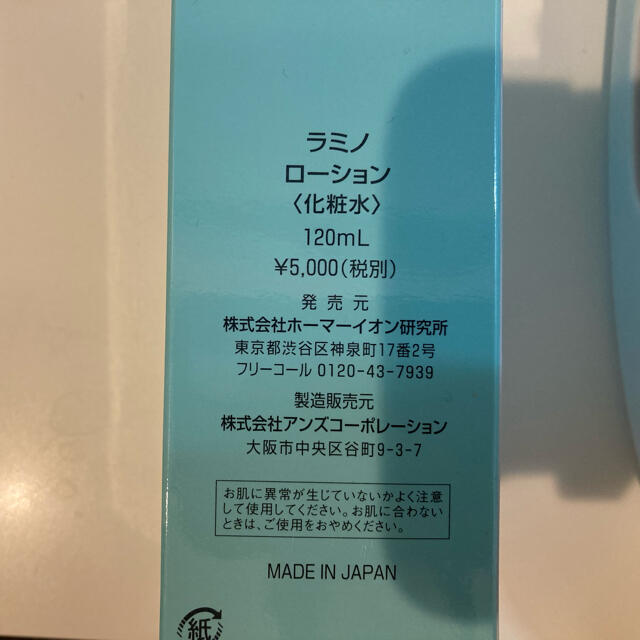 ラミノ
ローション
〈化粧水〉
120mL
¥5,000(税別)
発売元
株式会社ホーマーイオン研究所
東京都渋谷区神泉町17番2号
フリーコール 0120-43-7939
製造販売元
株式会社アンズコーポレーション
大阪市中央区谷町9-3-7
お肌に異常が生じていないかよく注意
して使用してください。お肌に合わない
ときは、ご使用をおやめください。
MADE IN JAPAN
紙